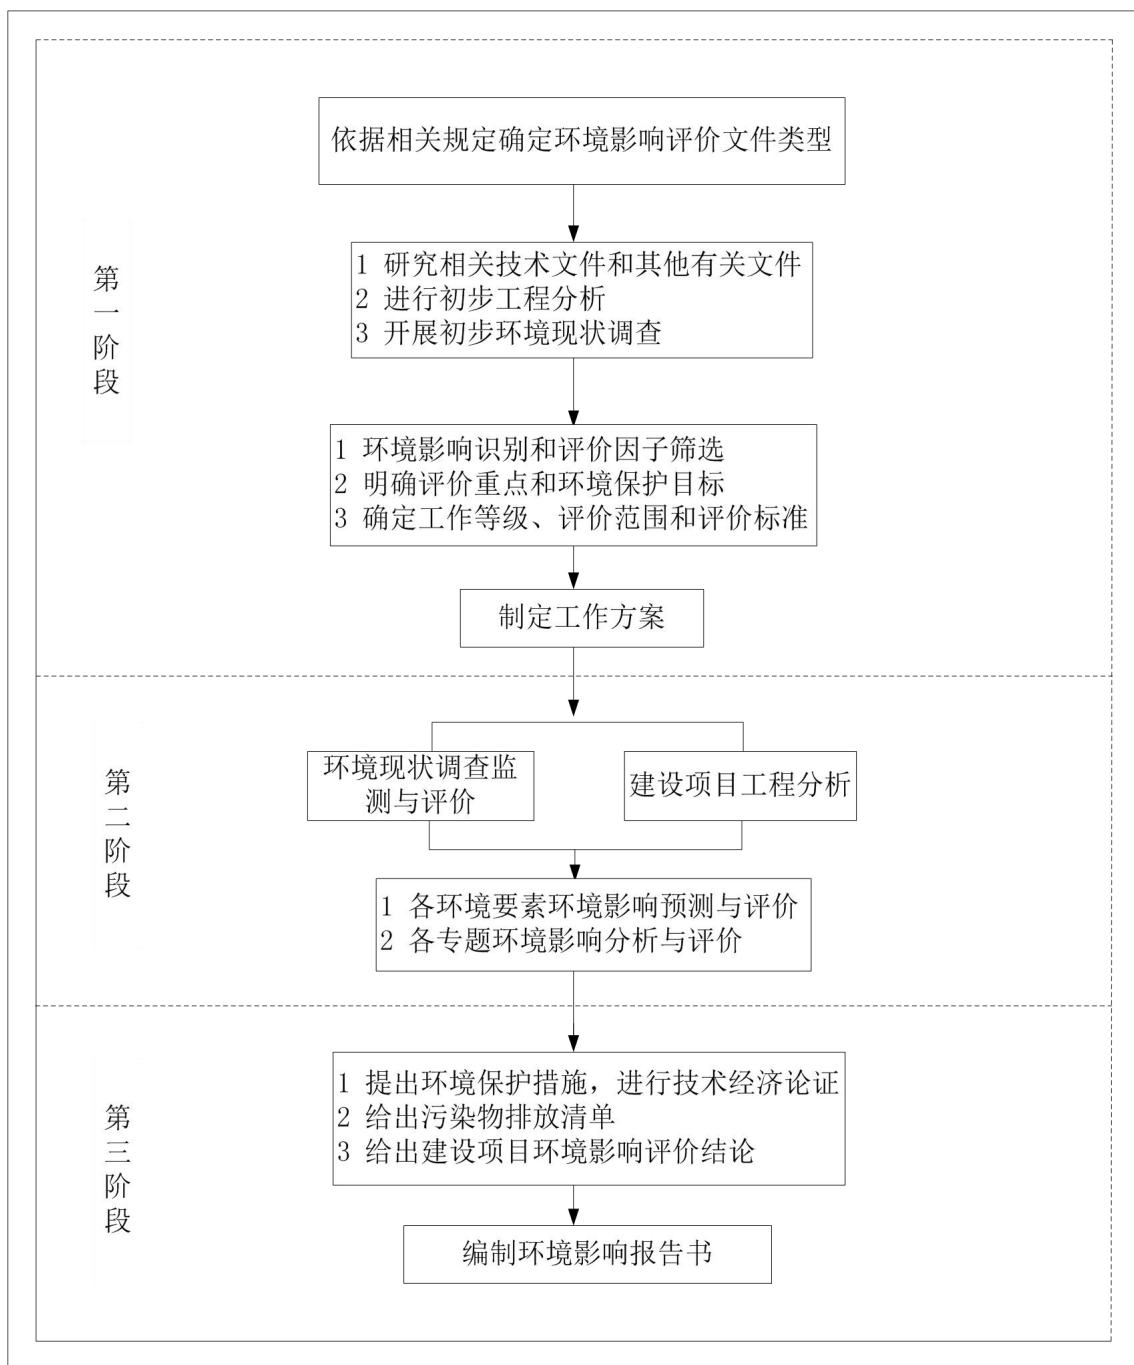 依据相关规定确定环境影响评价文件类型
第一阶段
1 研究相关技术文件和其他有关文件
2 进行初步工程分析
3 开展初步环境现状调查
1 环境影响识别和评价因子筛选
2 明确评价重点和环境保护目标
3 确定工作等级、评价范围和评价标准
制定工作方案
第二阶段
环境现状调查监
测与评价
建设项目工程分析
1 各环境要素环境影响预测与评价
2 各专题环境影响分析与评价
第三阶段
1 提出环境保护措施，进行技术经济论证
2 给出污染物排放清单
3 给出建设项目环境影响评价结论
编制环境影响报告书